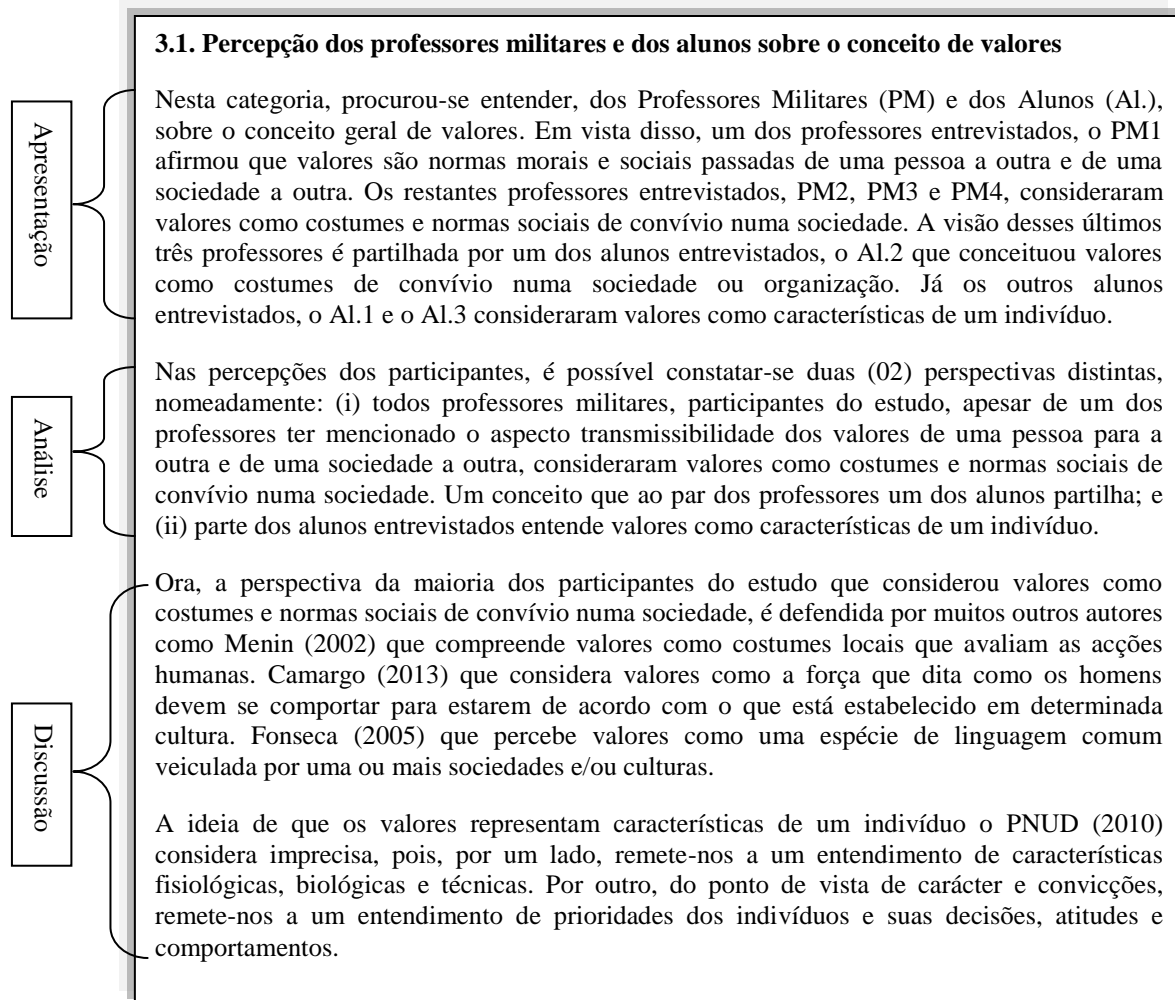 3.1. Percepção dos professores militares e dos alunos sobre o conceito de valores
Apresentação
Nesta categoria, procurou-se entender, dos Professores Militares (PM) e dos Alunos (Al.),
sobre o conceito geral de valores. Em vista disso, um dos professores entrevistados, o PM1
afirmou que valores são normas morais e sociais passadas de uma pessoa a outra e de uma
sociedade a outra. Os restantes professores entrevistados, PM2, PM3 e PM4, consideraram
valores como costumes e normas sociais de convívio numa sociedade. A visão desses últimos
três professores é partilhada por um dos alunos entrevistados, o Al.2 que conceituou valores
como costumes de convívio numa sociedade ou organização. Já os outros alunos
entrevistados, o Al.1 e o Al.3 consideraram valores como características de um indivíduo.
Análise
Nas percepções dos participantes, é possível constatar-se duas (02) perspectivas distintas,
nomeadamente: (i) todos professores militares, participantes do estudo, apesar de um dos
professores ter mencionado o aspecto transmissibilidade dos valores de uma pessoa para a
outra e de uma sociedade a outra, consideraram valores como costumes e normas sociais de
convívio numa sociedade. Um conceito que ao par dos professores um dos alunos partilha; e
(ii) parte dos alunos entrevistados entende valores como características de um indivíduo.
Discussão
Ora, a perspectiva da maioria dos participantes do estudo que considerou valores como
costumes e normas sociais de convívio numa sociedade, é defendida por muitos outros autores
como Menin (2002) que compreende valores como costumes locais que avaliam as acções
humanas. Camargo (2013) que considera valores como a força que dita como os homens
devem se comportar para estarem de acordo com o que está estabelecido em determinada
cultura. Fonseca (2005) que percebe valores como uma espécie de linguagem comum
veiculada por uma ou mais sociedades e/ou culturas.
A ideia de que os valores representam características de um indivíduo o PNUD (2010)
considera imprecisa, pois, por um lado, remete-nos a um entendimento de características
fisiológicas, biológicas e técnicas. Por outro, do ponto de vista de carácter e convicções,
remete-nos a um entendimento de prioridades dos indivíduos e suas decisões, atitudes e
comportamentos.